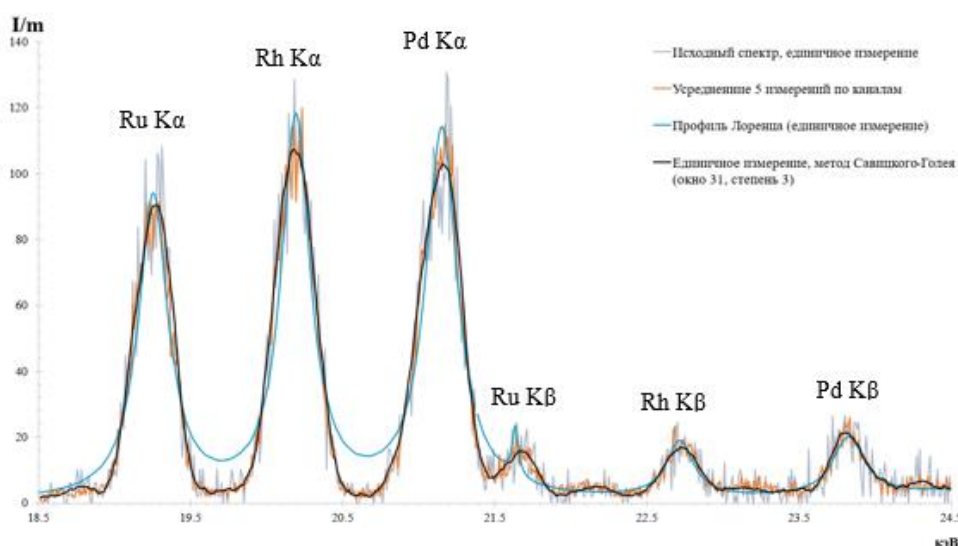 I/m
140
120
100
80
60
40
20
0
Ru Kα
Rh Kα
Pd Kα
Ru Kβ
Rh Kβ
Pd Kβ
Исходный спектр, единичное измерение
Усреднение 5 измерений по каналам
Профиль Лоренца (единичное измерение)
Единичное измерение, метод Савицкого-Голея
(окно 31, степень 3)
18.5 19.5 20.5 21.5 22.5 23.5 24.5
кэВ